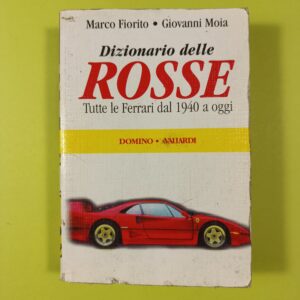 Marco Fiorito • Giovanni Moia
Dizionario delle
ROSSE
Tutte le Ferrari dal 1940 a oggi
DOMINO • VALLARDI